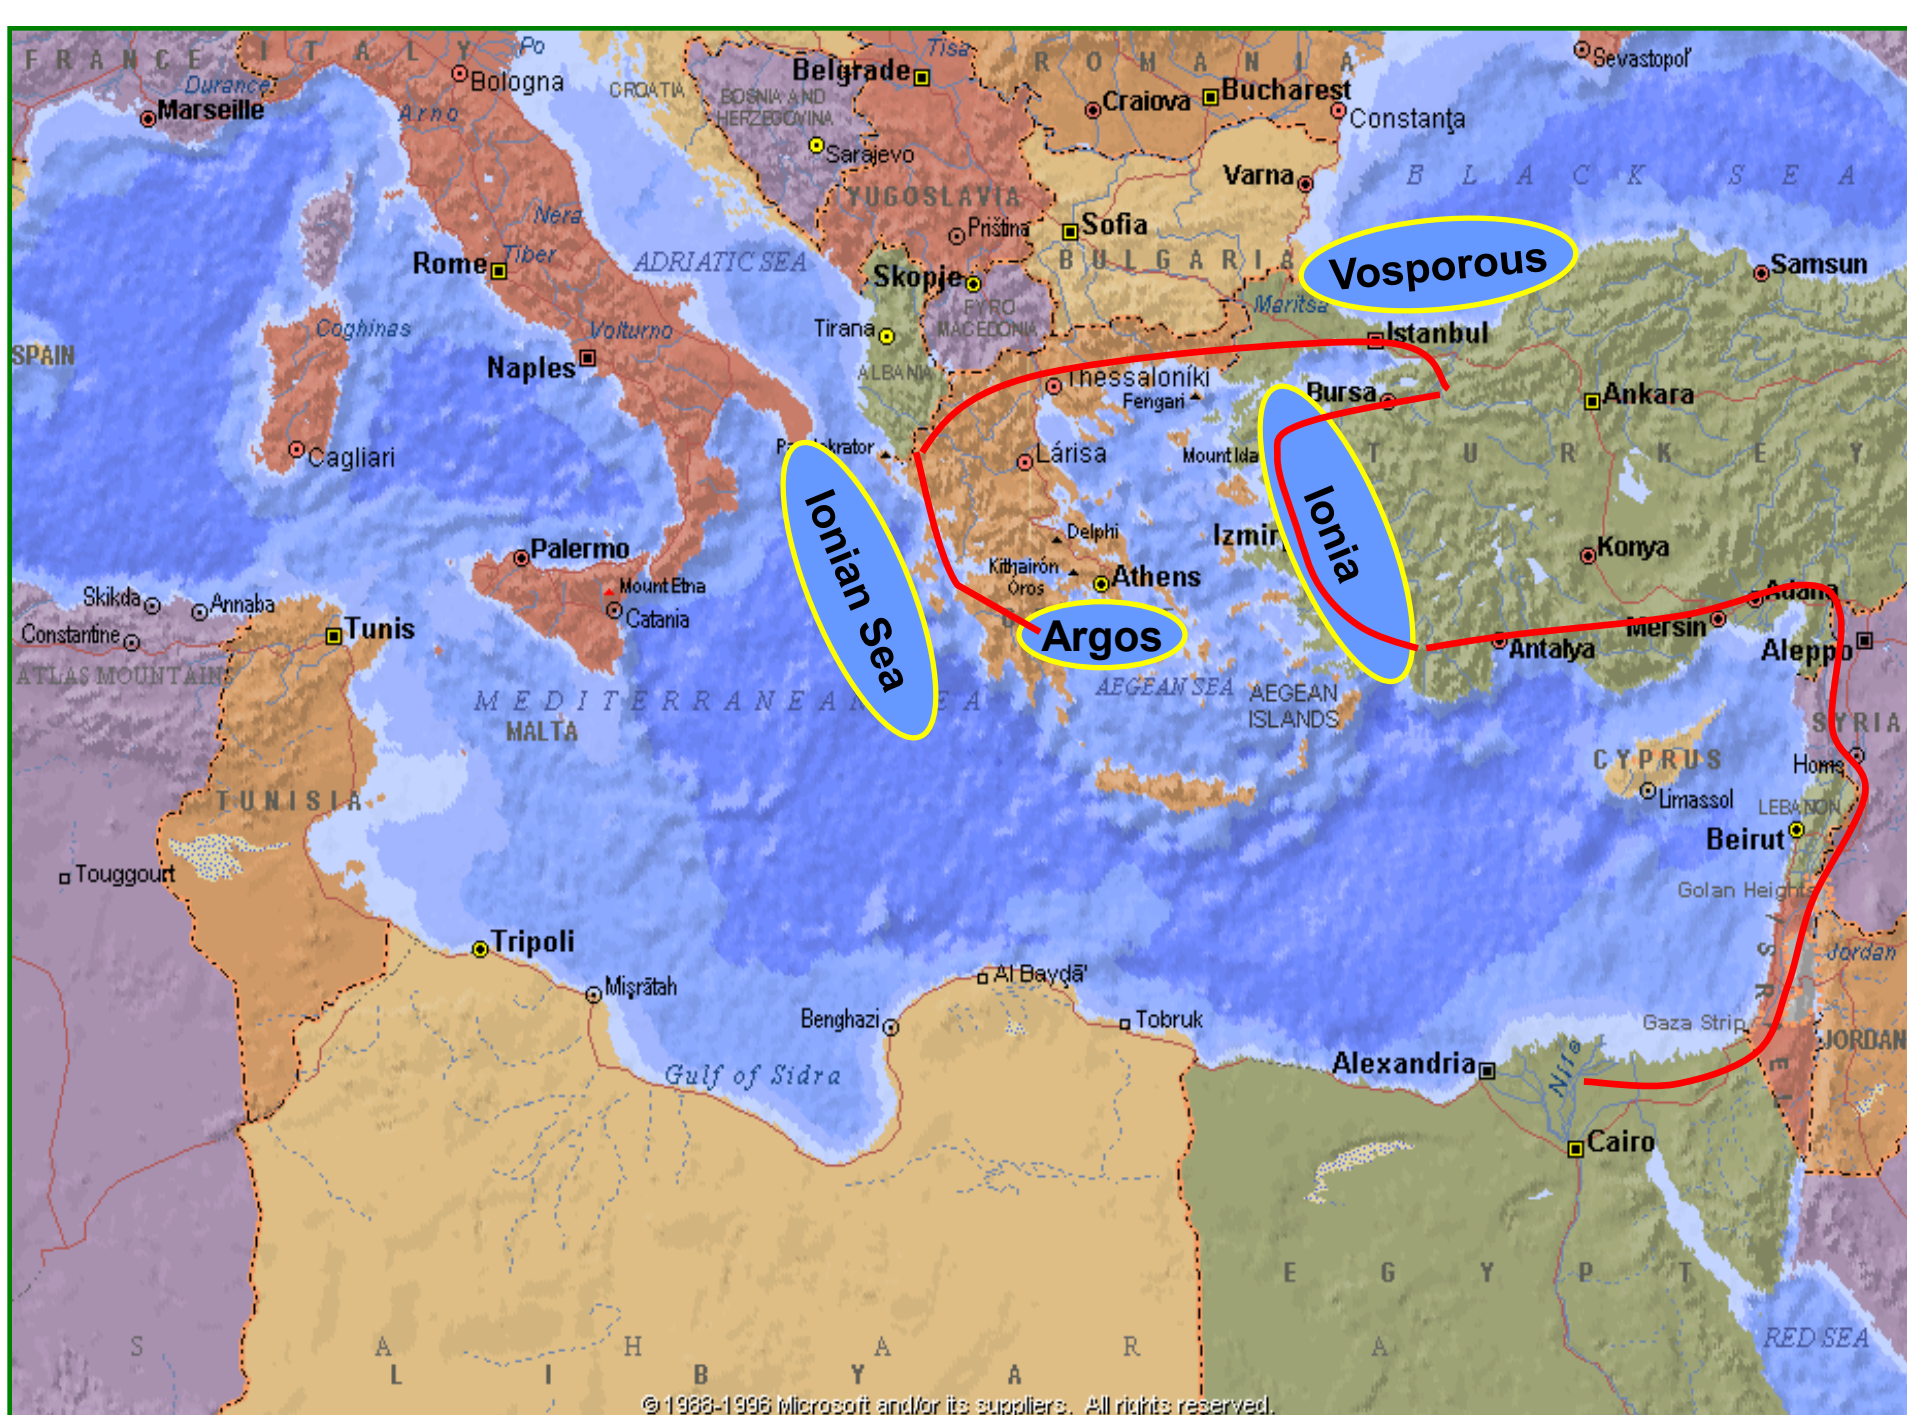 FRANCE
ITALY
Po
Durance
Bologna
Marseille
Arno
CROATIA
BOSNIA AND
HERZEGOVINA
Belgrade
Tisa
ROMANIA
Craiova
Bucharest
Constanţa
Sevastopol'
Sarajevo
YUGOSLAVIA
Varna
BLACK SEA
Nera
Tiber
Rome
ADRIATIC SEA
Priština
Sofia
BULGARIA
Vosporous
Samsun
Skopje
FYRO
MACEDONIA
Maritsa
Coghinas
Volturno
Tirana
Istanbul
SPAIN
Naples
ALBANIA
Thessaloníki
Fengari
Bursa
Ankara
Cagliari
Lárisa
Mount Ida
TURKEY
Ionian Sea
Ionia
Delphi
Izmir
Palermo
Konya
Kithairón
Óros
Athens
Mount Etna
Catania
Skikda
Annaba
Constantine
Tunis
Argos
Adana
Mersin
Antalya
Aleppo
ATLAS MOUNTAINS
MEDITERRANEAN SEA
AEGEAN SEA
AEGEAN
ISLANDS
MALTA
SYRIA
CYPRUS
Homs
Limassol
LEBANON
TUNISIA
Beirut
Touggourt
Golan Heights
Tripoli
Jordan
Mişrātah
Al Bayḑā'
Benghazi
Tobruk
Gaza Strip
ISRAEL
JORDAN
Gulf of Sidra
Alexandria
Nile
Cairo
EGYPT
RED SEA
SAHARA
LIBYA
© 1988-1996 Microsoft and/or its suppliers. All rights reserved.